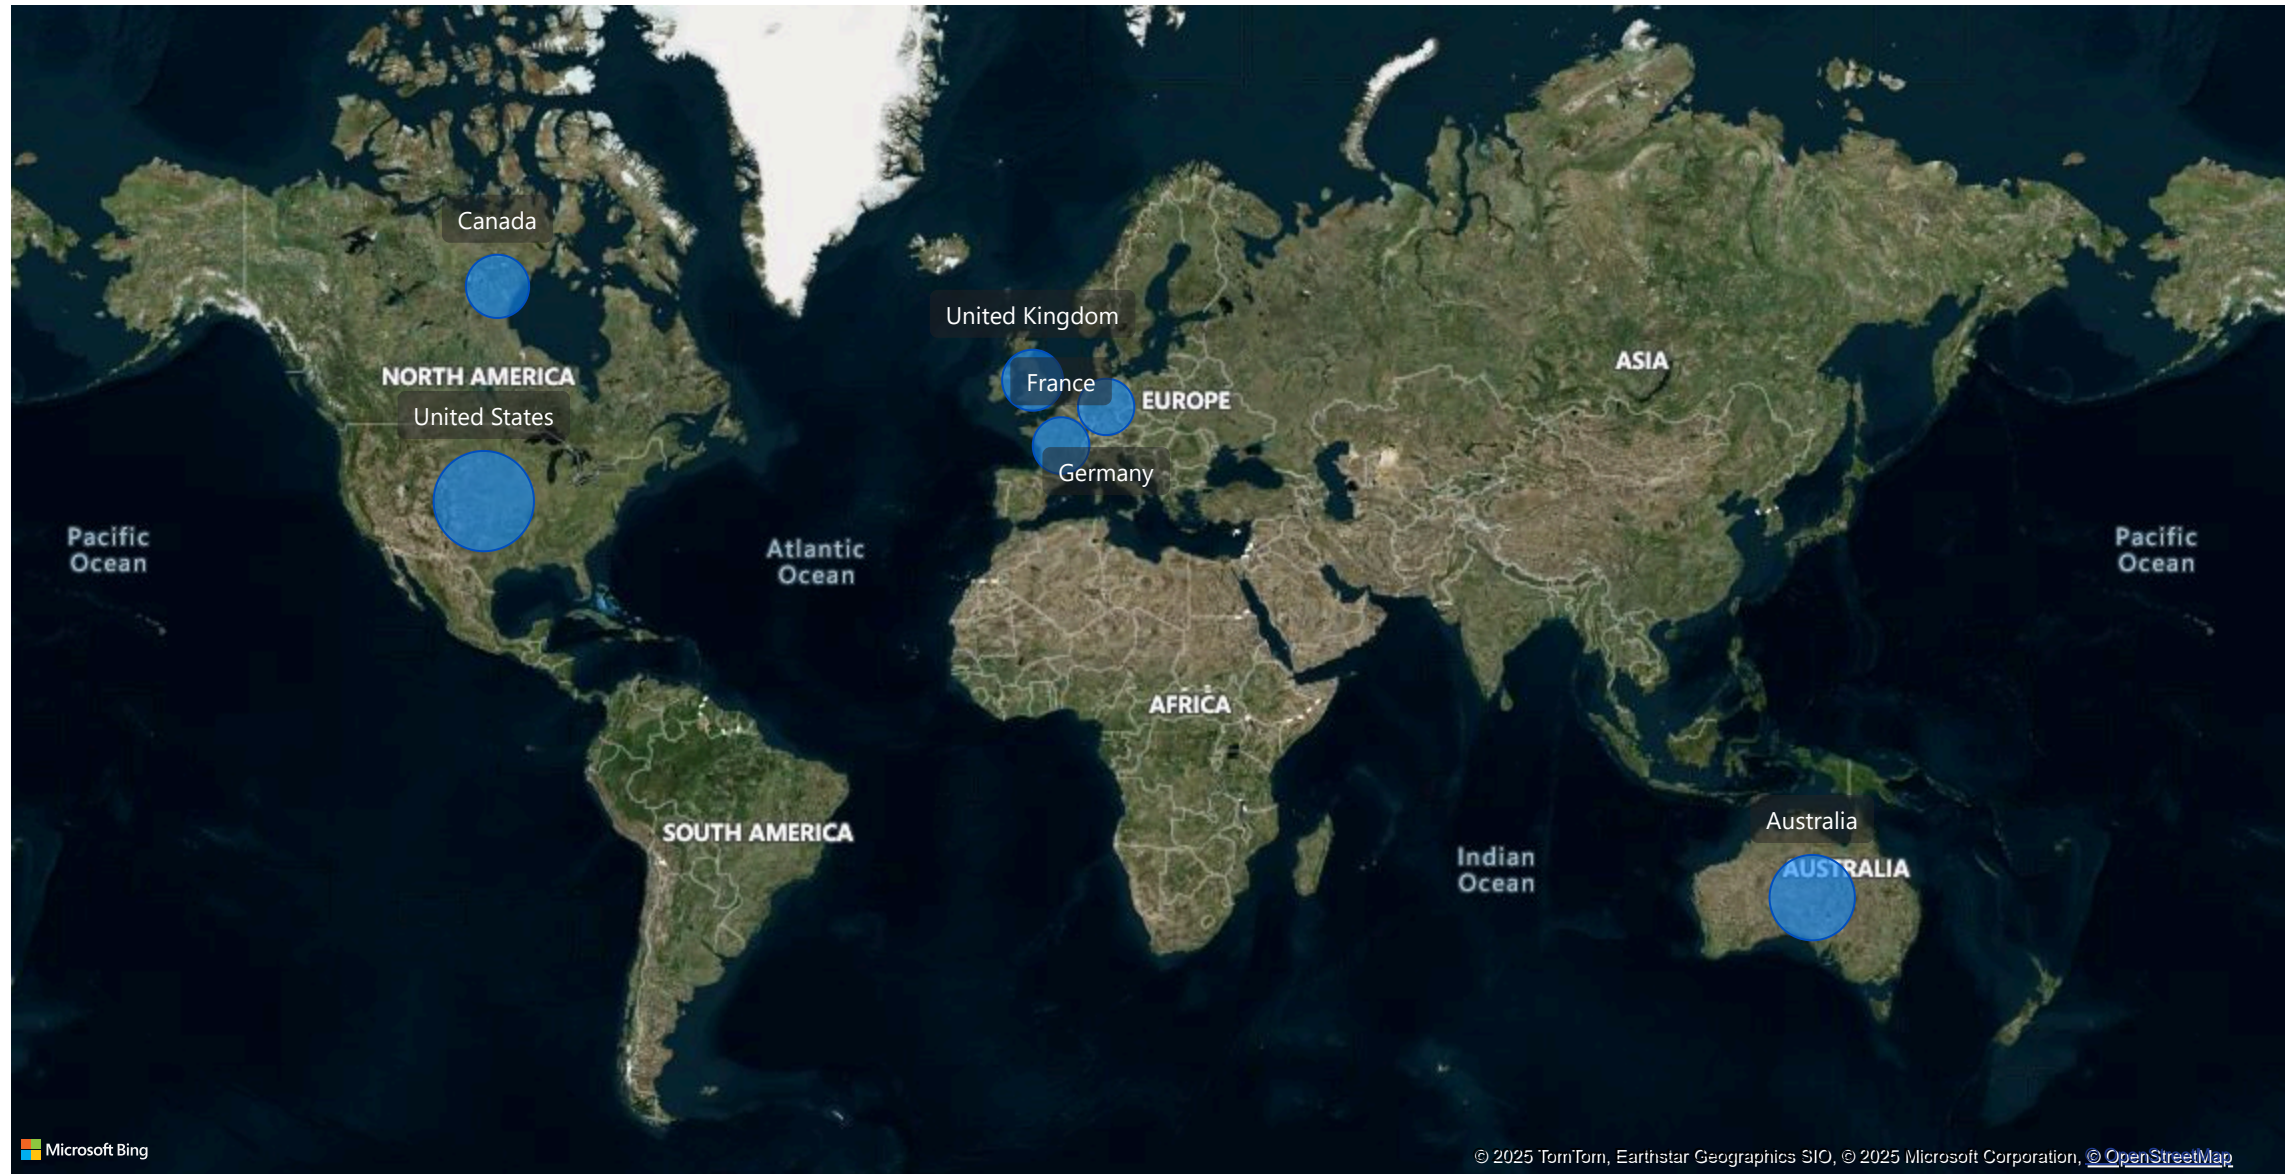 Canada
United Kingdom
ASIA
NORTH AMERICA
France
EUROPE
United States
Germany
Pacific
Ocean
Atlantic
Ocean
Pacific
Ocean
AFRICA
SOUTH AMERICA
Australia
AUSTRALIA
Indian
Ocean
Microsoft Bing
© 2025 TomTom, Earthstar Geographics SIO, © 2025 Microsoft Corporation, © OpenStreetMap